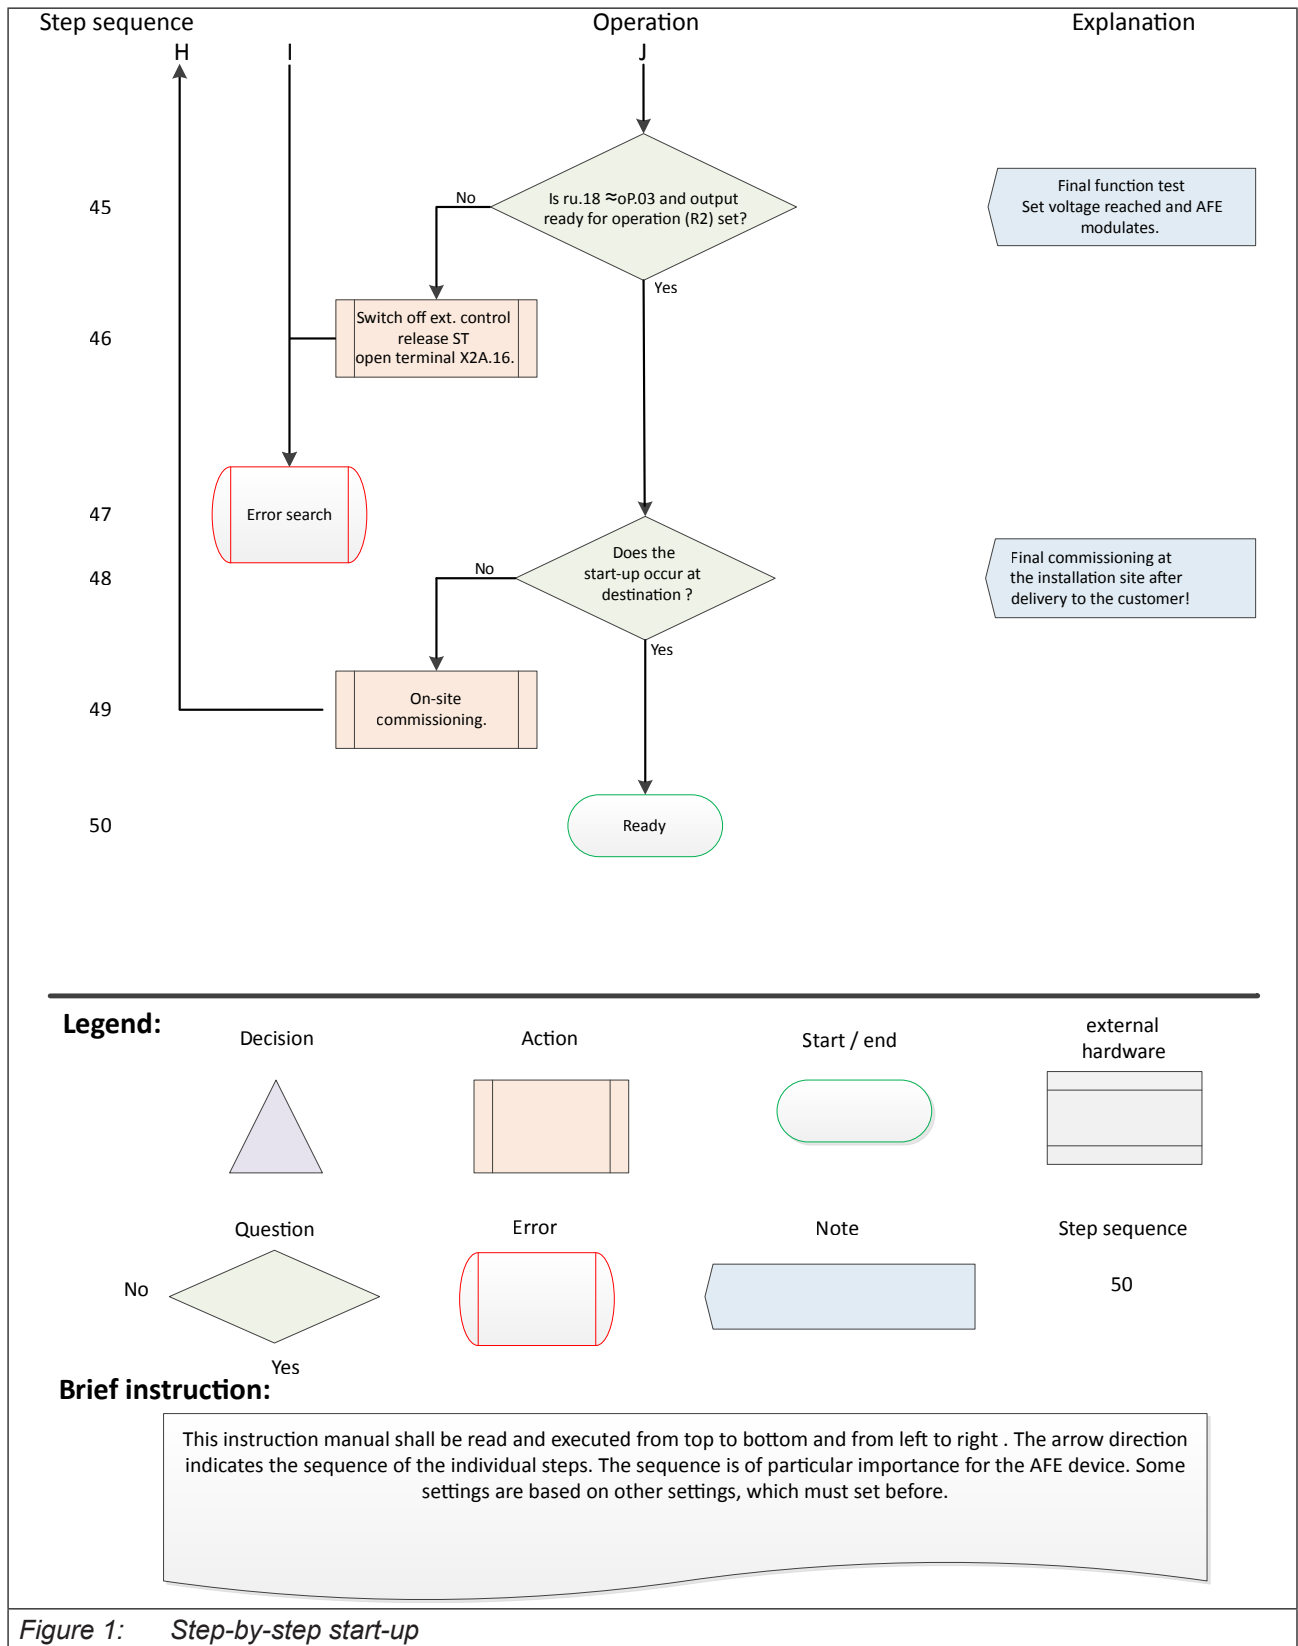 Step sequence
Operation
Explanation
H
I
J
45
No
Is ru.18 ≈oP.03 and output
ready for operation (R2) set?
Final function test
Set voltage reached and AFE
modulates.
Yes
46
Switch off ext. control
release ST
open terminal X2A.16.
47
Error search
48
No
Does the
start-up occur at
destination ?
Final commissioning at
the installation site after
delivery to the customer!
Yes
49
On-site
commissioning.
50
Ready
Legend:
Decision
Action
Start / end
external
hardware
Question
Error
Note
Step sequence
No
50
Yes
Brief instruction:
This instruction manual shall be read and executed from top to bottom and from left to right . The arrow direction
indicates the sequence of the individual steps. The sequence is of particular importance for the AFE device. Some
settings are based on other settings, which must set before.
Figure 1: Step-by-step start-up